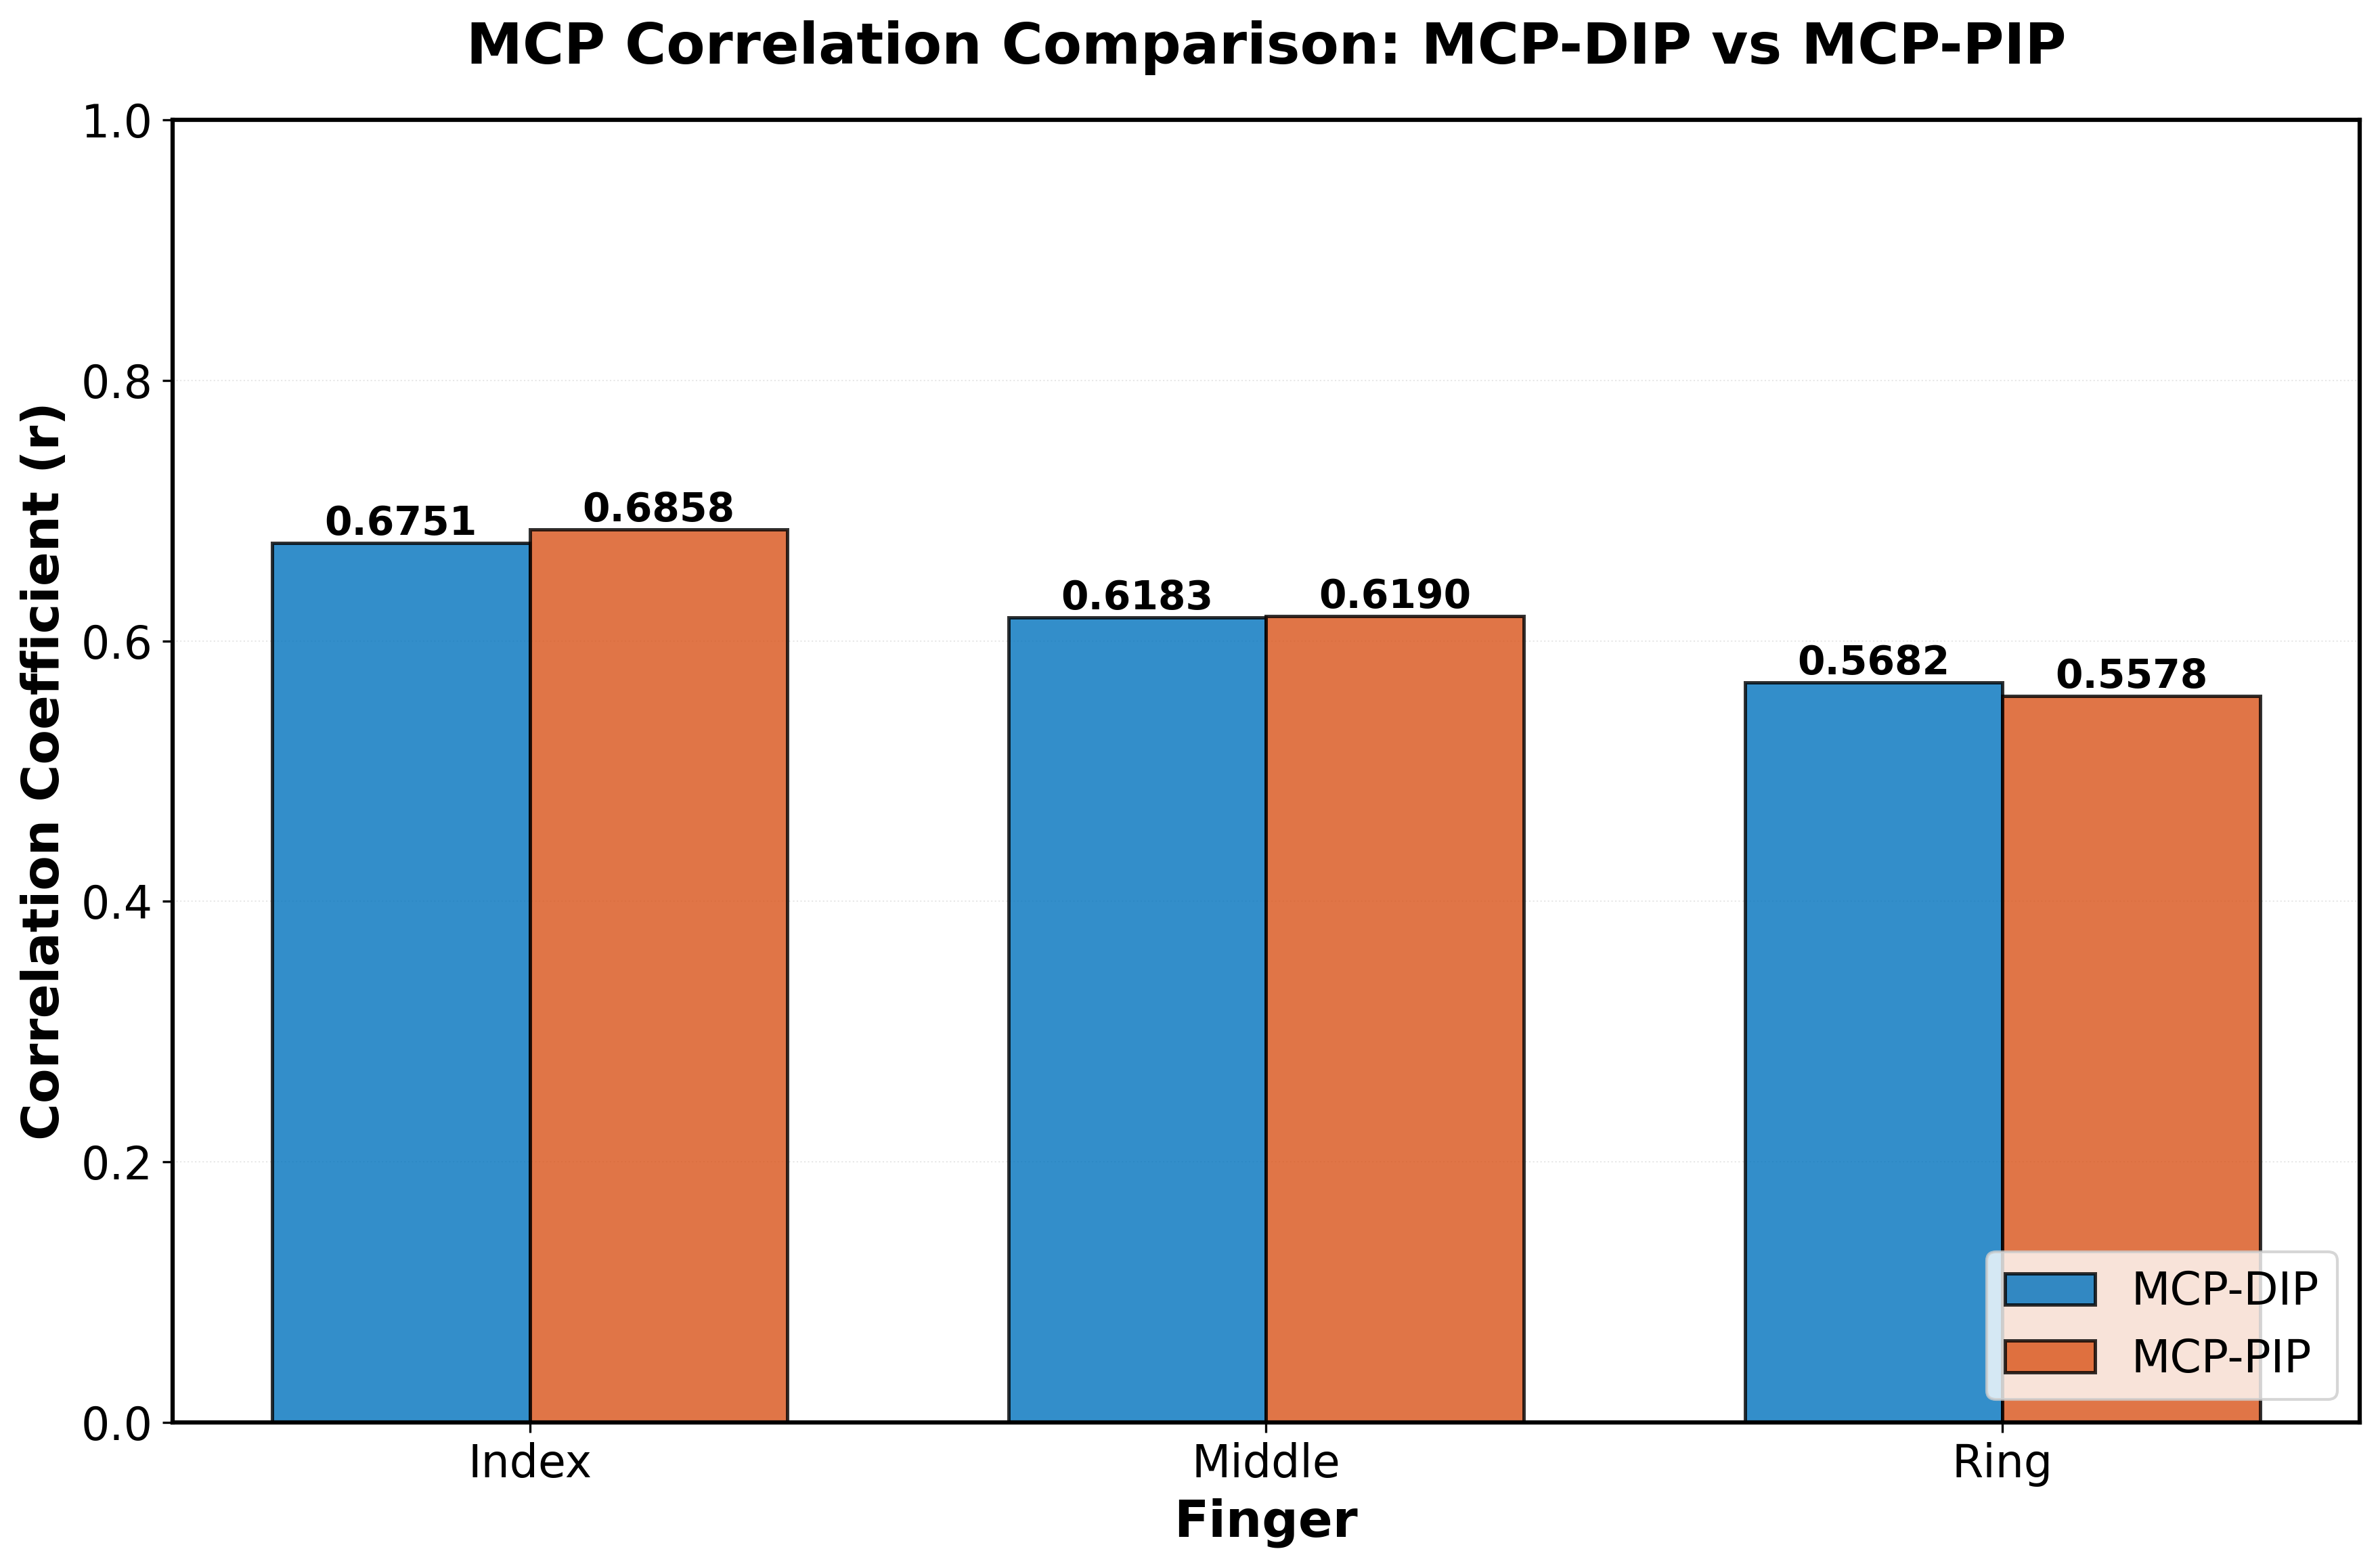 MCP Correlation Comparison: MCP-DIP vs MCP-PIP
Correlation Coefficient (r)
1.0
0.8
0.6
0.4
0.2
0.0
0.6751
0.6858
0.6183
0.6190
0.5682
0.5578
MCP-DIP
MCP-PIP
Index
Middle
Ring
Finger